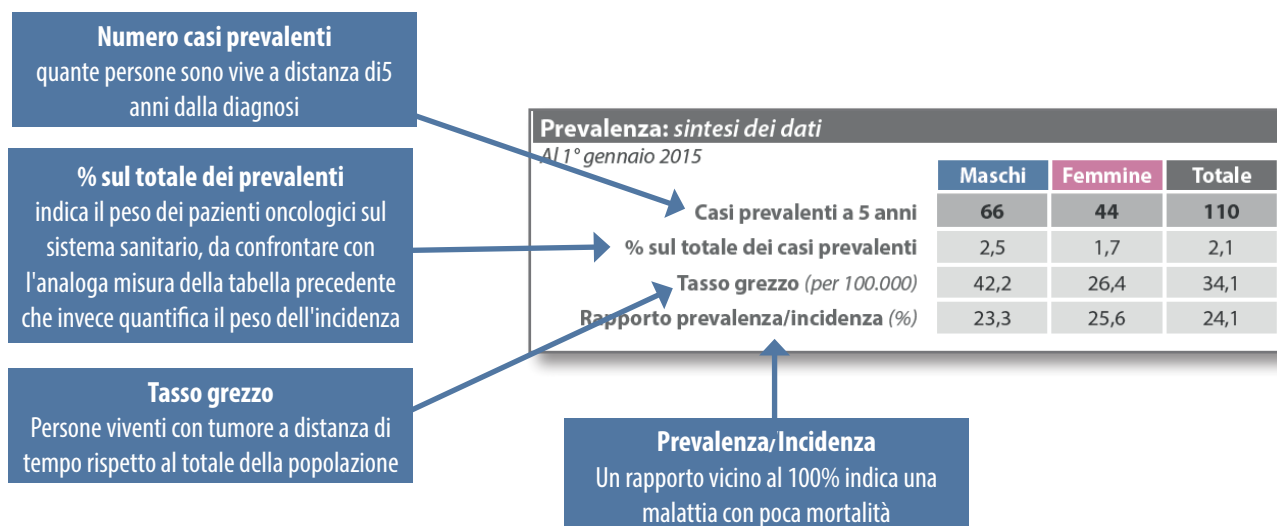 Numero casi prevalenti
quante persone sono vive a distanza di5
anni dalla diagnosi
% sul totale dei prevalenti
indica il peso dei pazienti oncologici sul
sistema sanitario, da confrontare con
l'analoga misura della tabella precedente
che invece quantifica il peso dell'incidenza
Tasso grezzo
Persone viventi con tumore a distanza di
tempo rispetto al totale della popolazione
Prevalenza: sintesi dei dati
Al 1° gennaio 2015
Maschi Femmine Totale
Casi prevalenti a 5 anni 66 44 110
% sul totale dei casi prevalenti 2,5 1,7 2,1
Tasso grezzo (per 100.000) 42,2 26,4 34,1
Rapporto prevalenza/incidenza (%) 23,3 25,6 24,1
Prevalenza/Incidenza
Un rapporto vicino al 100% indica una
malattia con poca mortalità